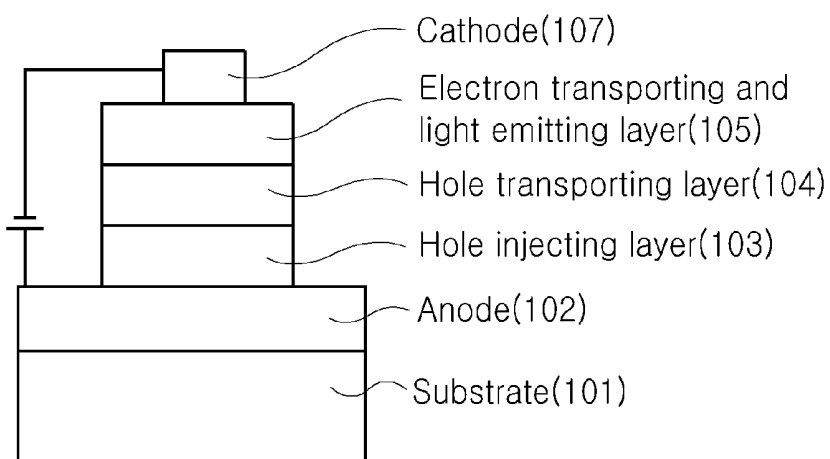 Cathode(107)
Electron transporting and
light emitting layer(105)
Hole transporting layer(104)
Hole injecting layer(103)
Anode(102)
Substrate(101)